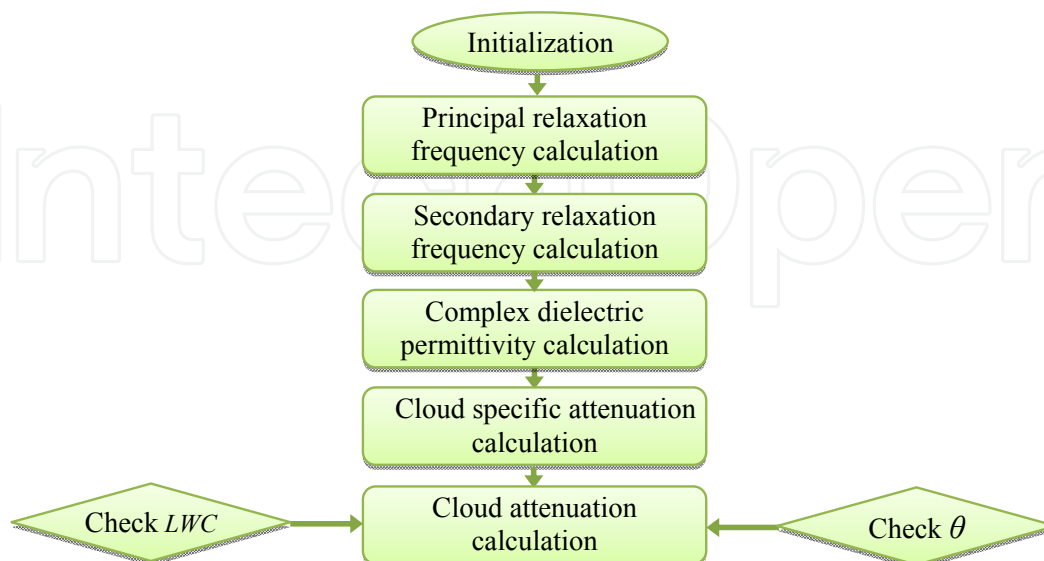 Initialization
Principal relaxation
frequency calculation
Secondary relaxation
frequency calculation
Complex dielectric
permittivity calculation
Cloud specific attenuation
calculation
Check LWC
Cloud attenuation
calculation
Check θ
IntechOpen